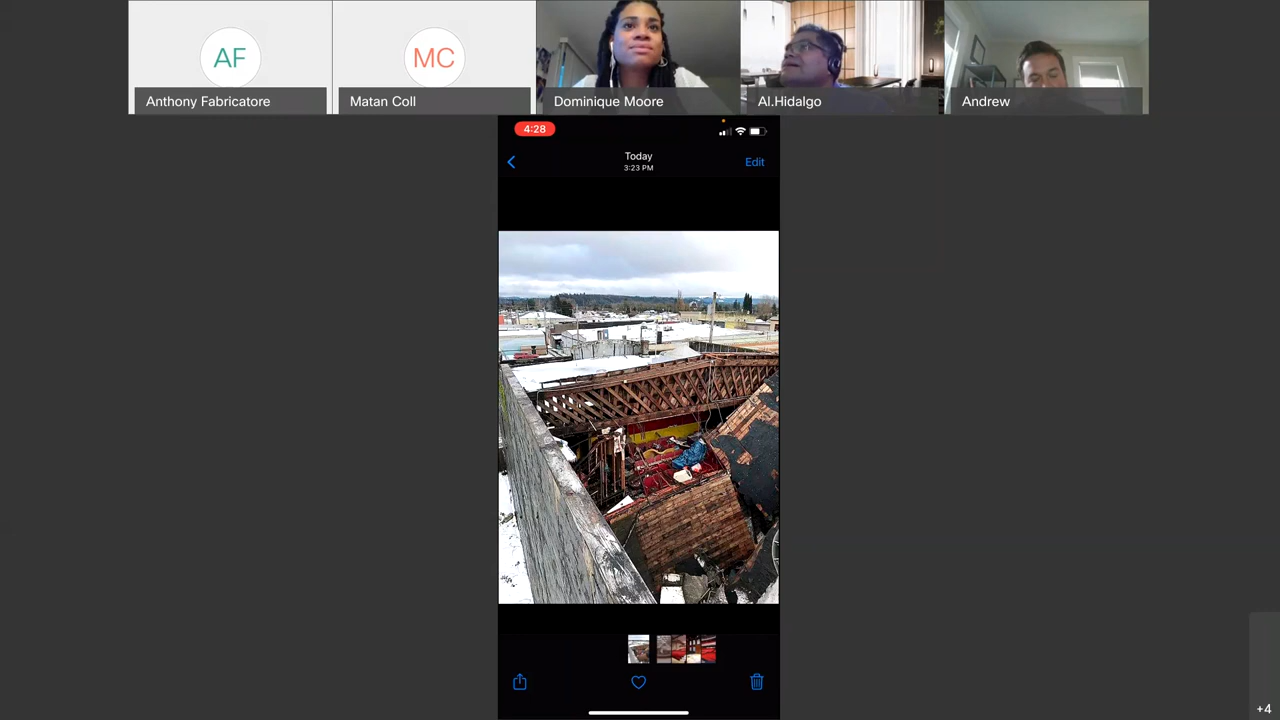 AF
MC
Anthony Fabricatore
Matan Coll
Dominique Moore
Al.Hidalgo
Andrew
4:28
Today
3:23 PM
Edit
+4